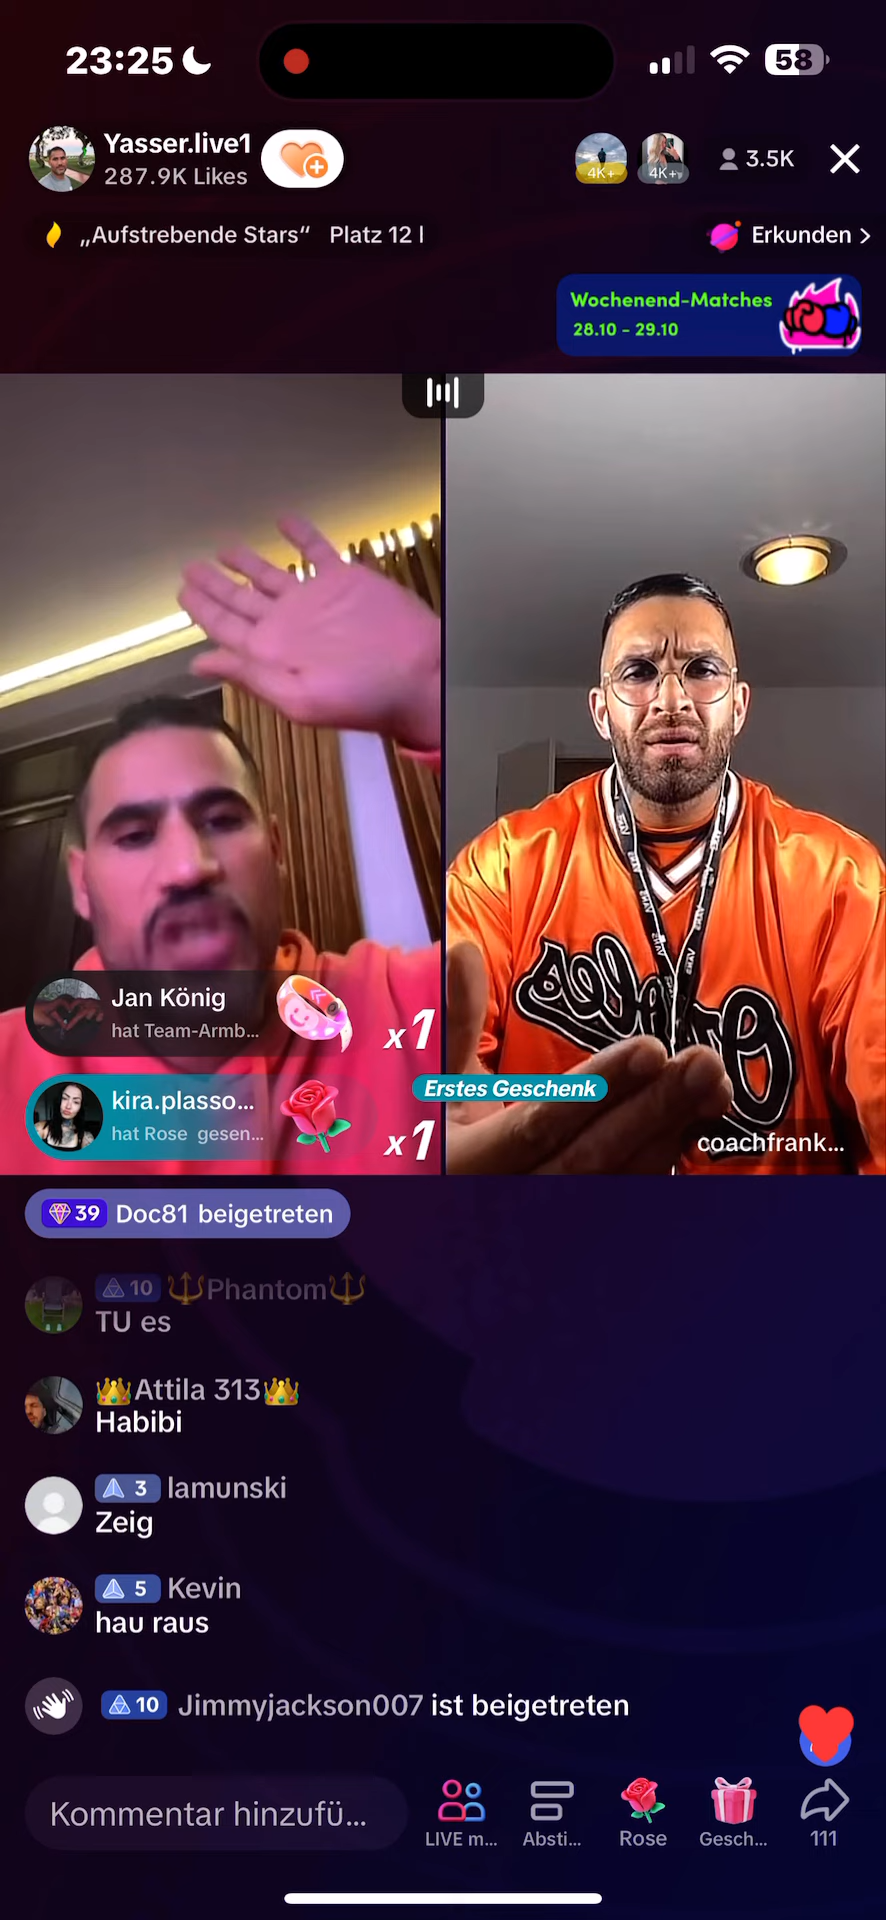 23:25
58
Yasser.live1
287.9K Likes
4K+
4K+
3.5K
„Aufstrebende Stars“ Platz 12
Erkunden >
Wochenend-Matches
28.10 - 29.10
Jan König
hat Team-Armb...
x1
Erstes Geschenk
kira.plasso...
hat Rose gesen...
x1
coachfrank...
39 Doc81 beigetreten
10 Phantom
TU es
Attila 313
Habibi
3 lamunski
Zeig
5 Kevin
hau raus
10 Jimmyjackson007 ist beigetreten
Kommentar hinzufü...
LIVE m...
Absti...
Rose
Gesch...
111